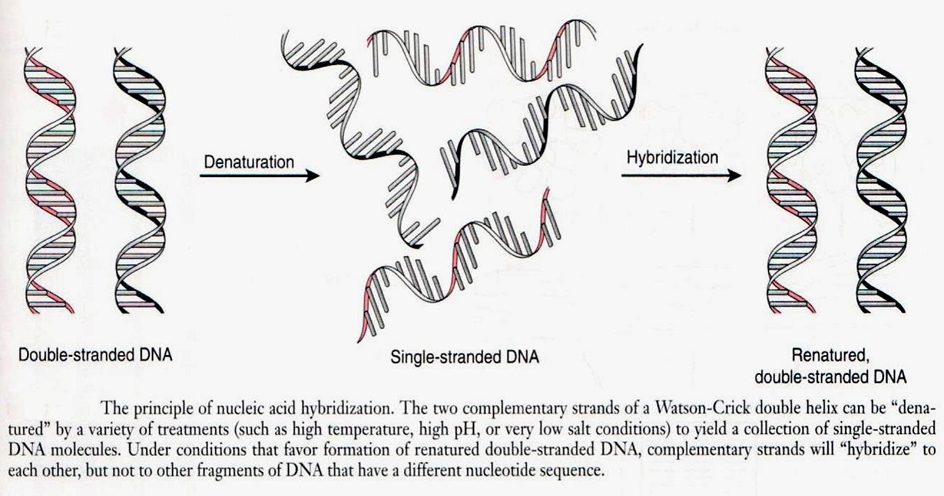 Denaturation
Hybridization
Double-stranded DNA
Single-stranded DNA
Renatured,
double-stranded DNA
The principle of nucleic acid hybridization. The two complementary strands of a Watson-Crick double helix can be “dena-
tured” by a variety of treatments (such as high temperature, high pH, or very low salt conditions) to yield a collection of single-stranded
DNA molecules. Under conditions that favor formation of renatured double-stranded DNA, complementary strands will “hybridize” to
each other, but not to other fragments of DNA that have a different nucleotide sequence.